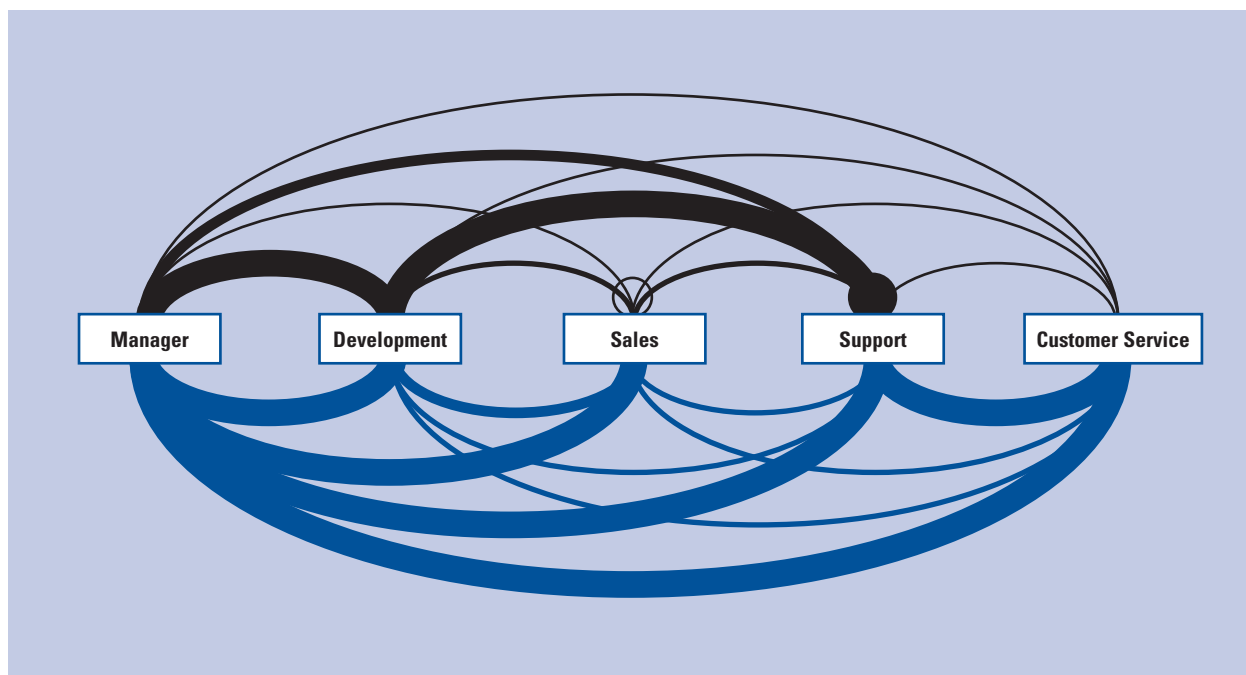 Manager
Development
Sales
Support
Customer Service